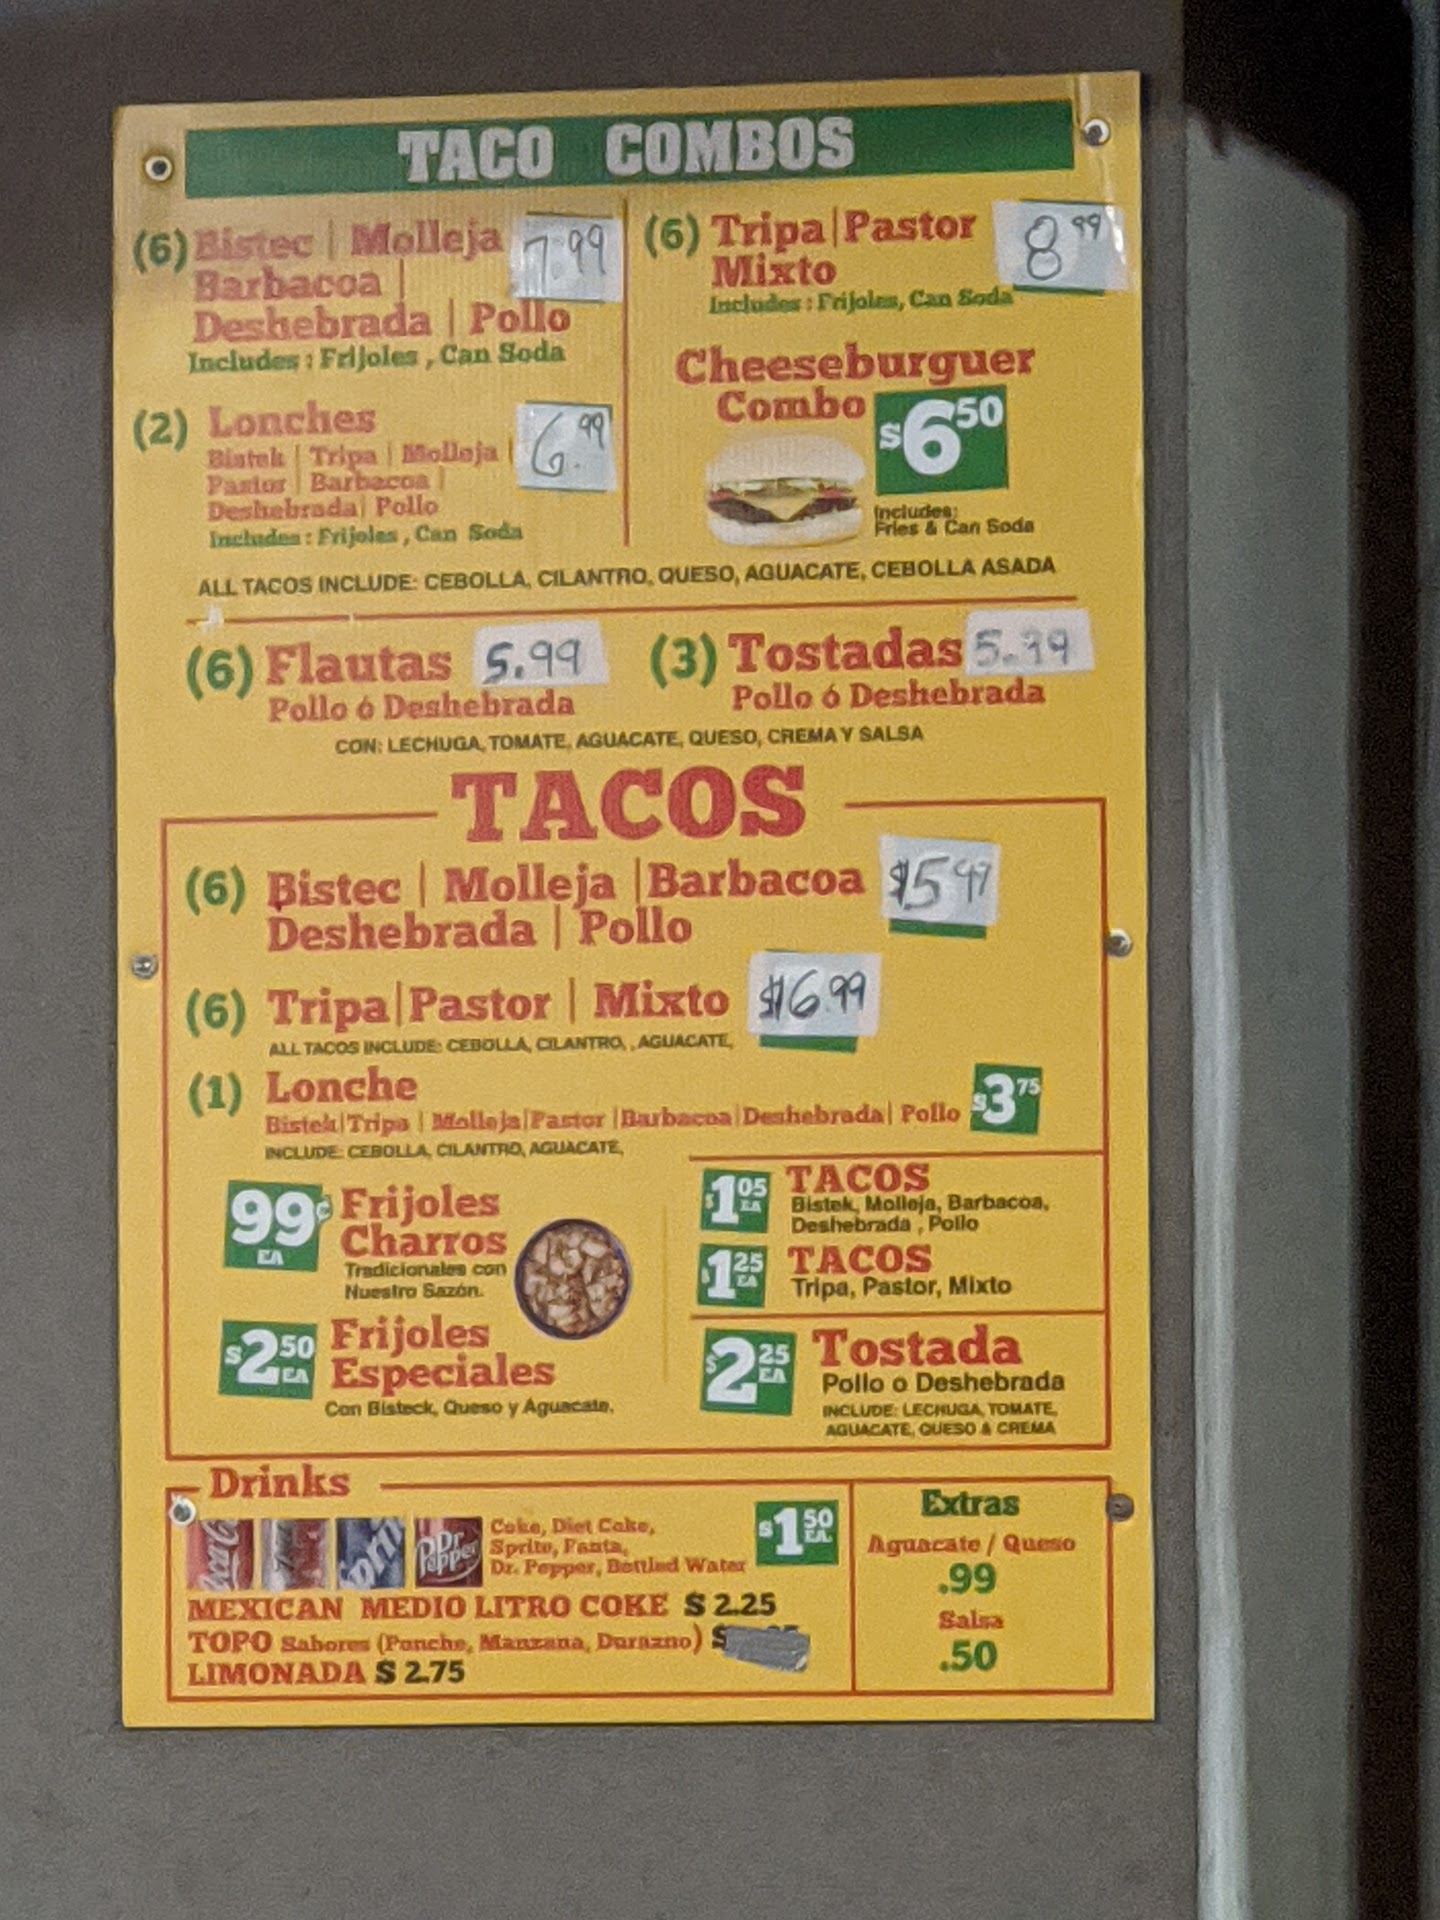 TACO COMBOS
(6) Bistec | Molleja 7.99
Barbacoa |
Deshebrada | Pollo
Includes : Frijoles , Can Soda
(2) Lonches 6.99
Bistek | Tripa | Molleja |
Pastor | Barbacoa |
Deshebrada| Pollo
Includes : Frijoles , Can Soda
(6) Tripa|Pastor 8 99
Mixto
Includes : Frijoles, Can Soda
Cheeseburguer
Combo $6 50
Includes:
Fries & Can Soda
ALL TACOS INCLUDE: CEBOLLA, CILANTRO, QUESO, AGUACATE, CEBOLLA ASADA
(6) Flautas 5.99
Pollo ó Deshebrada
(3) Tostadas 5.99
Pollo ó Deshebrada
CON: LECHUGA, TOMATE, AGUACATE, QUESO, CREMA Y SALSA
TACOS
(6) Bistec | Molleja |Barbacoa $5 99
Deshebrada | Pollo
(6) Tripa|Pastor | Mixto $6.99
ALL TACOS INCLUDE: CEBOLLA, CILANTRO, , AGUACATE,
(1) Lonche
Bistek|Tripa | Molleja|Pastor |Barbacoa|Deshebrada| Pollo $3 75
INCLUDE: CEBOLLA, CILANTRO, AGUACATE,
99¢ EA Frijoles
Charros
Tradicionales con
Nuestro Sazón.
$2 50 EA Frijoles
Especiales
Con Bisteck, Queso y Aguacate.
$1 05 EA TACOS
Bistek, Molleja, Barbacoa,
Deshebrada , Pollo
$1 25 EA TACOS
Tripa, Pastor, Mixto
$2 25 EA Tostada
Pollo o Deshebrada
INCLUDE: LECHUGA, TOMATE,
AGUACATE, QUESO & CREMA
Drinks
Dr Pepper
Coke, Diet Coke,
Sprite, Fanta,
Dr. Pepper, Bottled Water
$1 50 EA.
MEXICAN MEDIO LITRO COKE $ 2.25
TOPO Sabores (Ponche, Manzana, Durazno) $
LIMONADA $ 2.75
Extras
Aguacate / Queso
.99
Salsa
.50